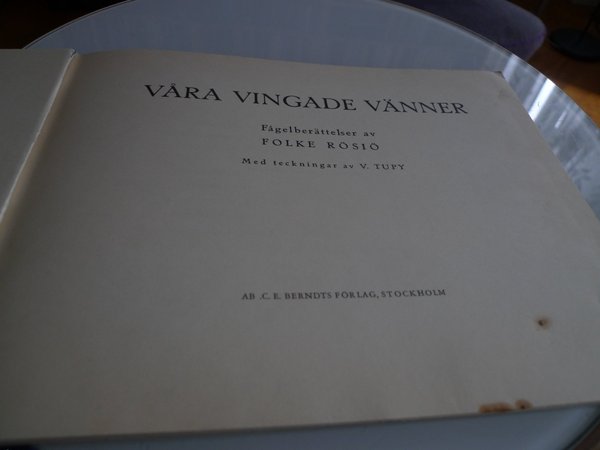 VÅRA VINGADE VÄNNER
Fågelberättelser av
FOLKE RÖSIÖ
Med teckningar av V. TUPY
AB .C. E. BERNDTS FÖRLAG, STOCKHOLM